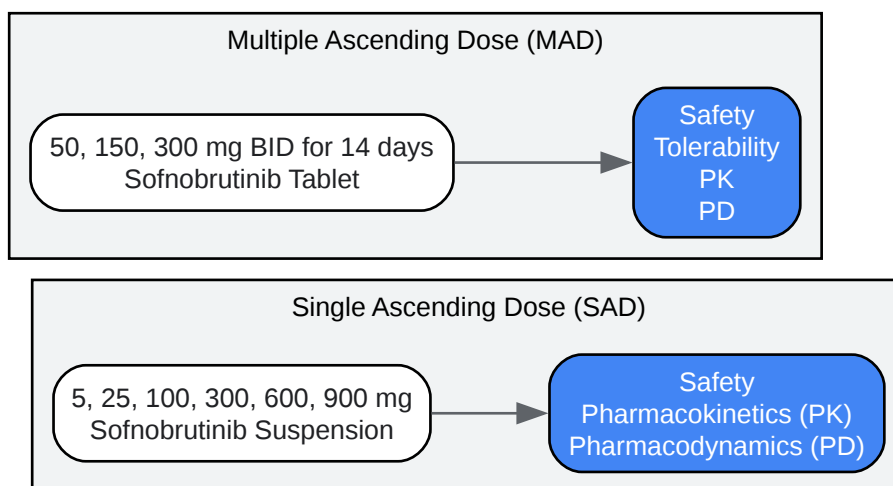 Multiple Ascending Dose (MAD)
50, 150, 300 mg BID for 14 days
Sofnobrutinib Tablet
Safety
Tolerability
PK
PD
Single Ascending Dose (SAD)
5, 25, 100, 300, 600, 900 mg
Sofnobrutinib Suspension
Safety
Pharmacokinetics (PK)
Pharmacodynamics (PD)